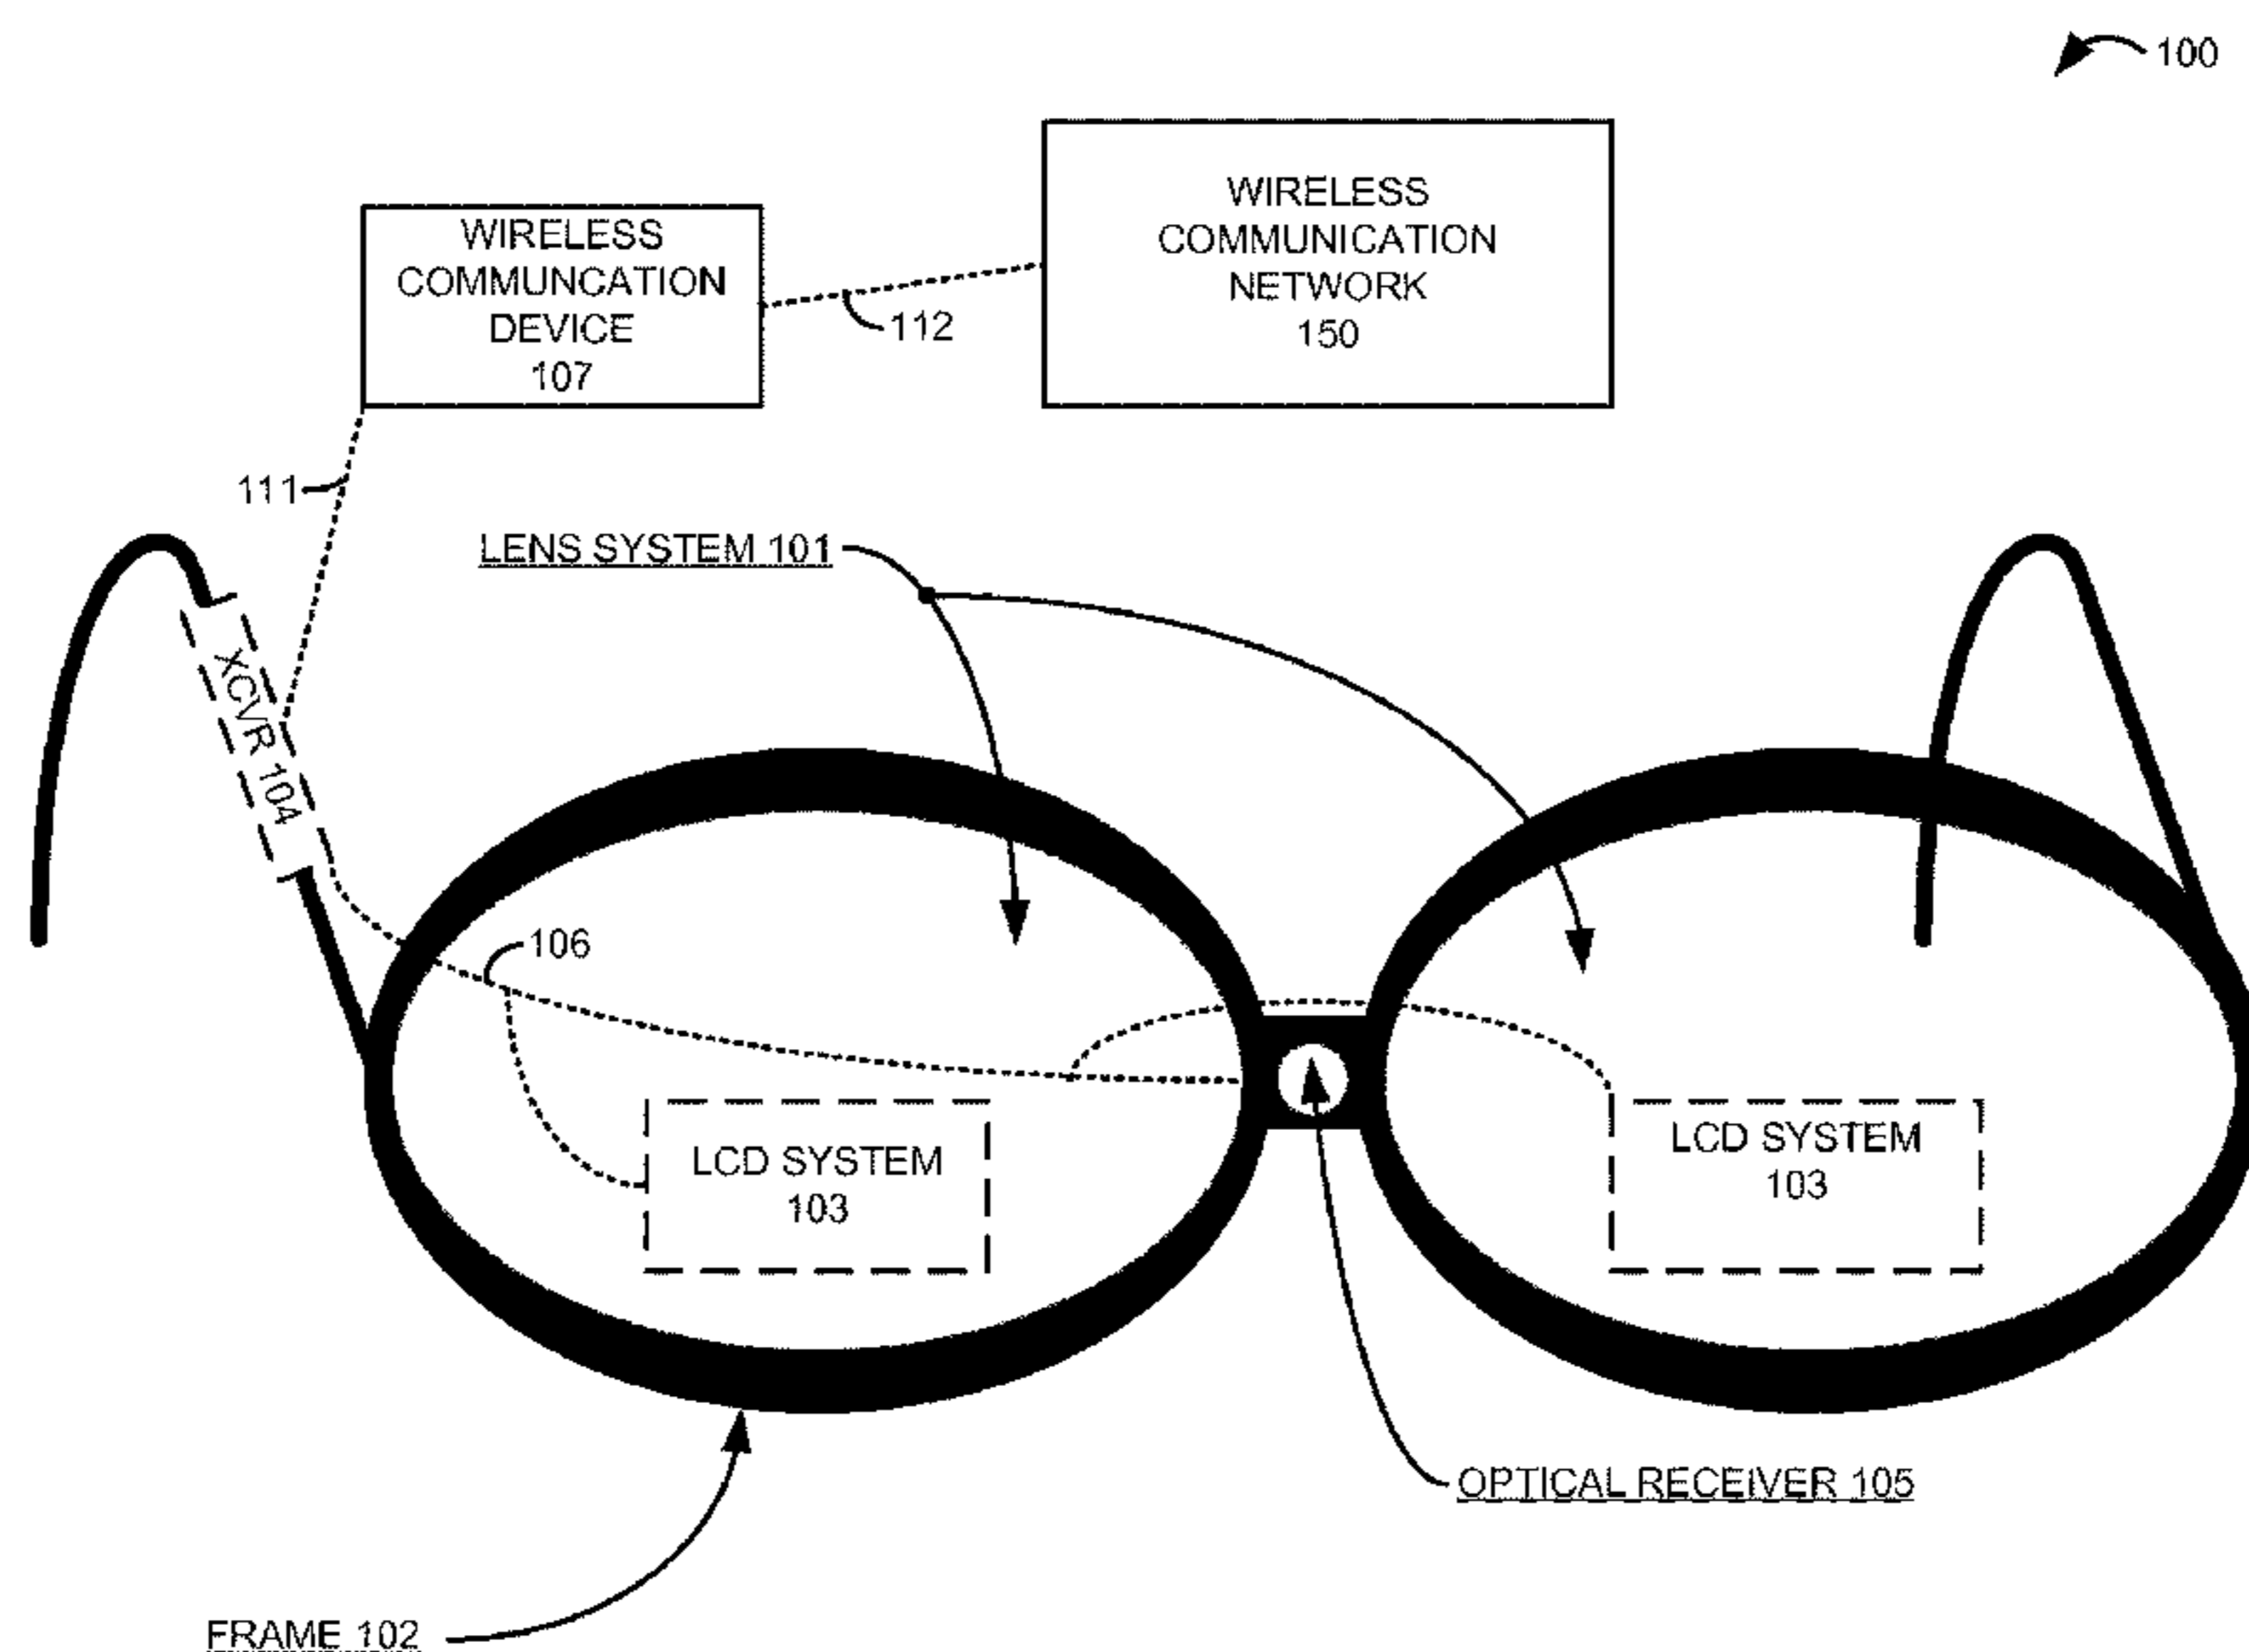 100
WIRELESS
COMMUNCATION
DEVICE
107
WIRELESS
COMMUNICATION
NETWORK
150
112
111
LENS SYSTEM 101
XCVR 104
106
LCD SYSTEM
103
LCD SYSTEM
103
OPTICAL RECEIVER 105
FRAME 102